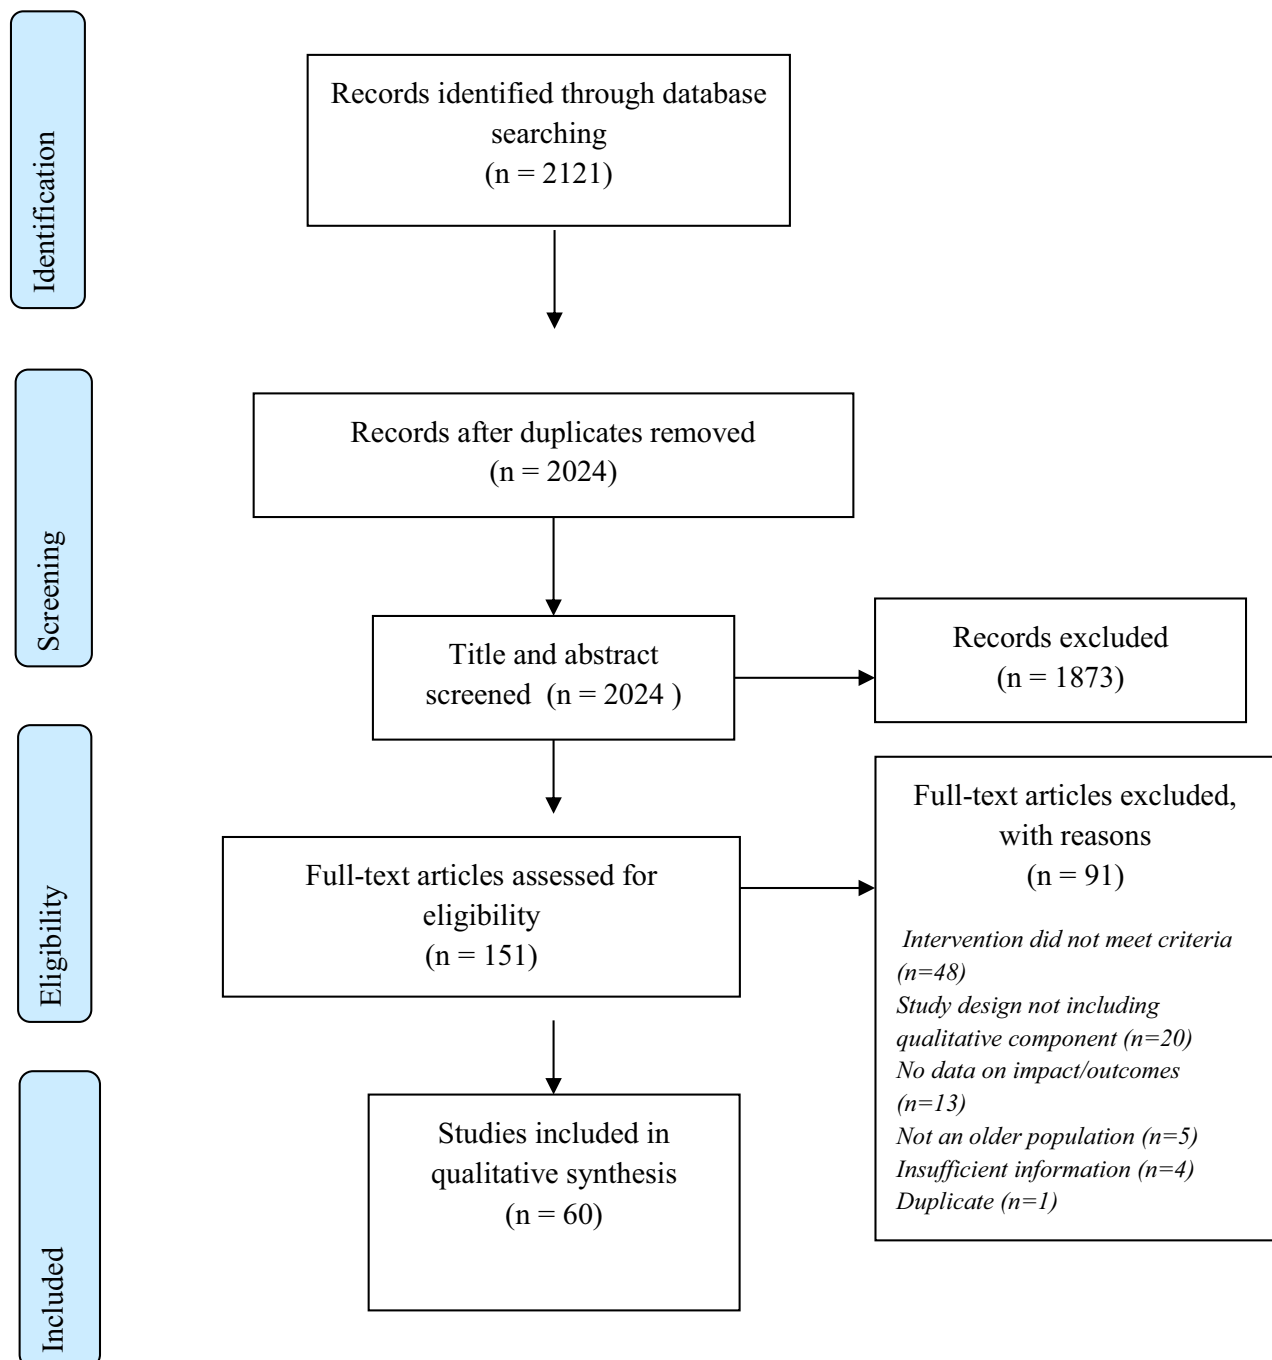 Identification
Records identified through database
searching
(n = 2121)
Screening
Records after duplicates removed
(n = 2024)
Title and abstract
screened  (n = 2024 )
Records excluded
(n = 1873)
Eligibility
Full-text articles assessed for
eligibility
(n = 151)
Full-text articles excluded,
with reasons
(n = 91)
Intervention did not meet criteria
(n=48)
Study design not including
qualitative component (n=20)
No data on impact/outcomes
(n=13)
Not an older population (n=5)
Insufficient information (n=4)
Duplicate (n=1)
Included
Studies included in
qualitative synthesis
(n = 60)